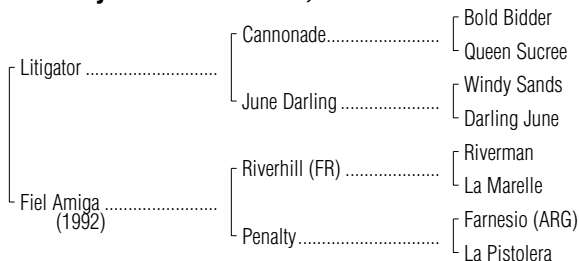 Bold Bidder
Cannonade
Queen Sucree
Litigator
Windy Sands
June Darling
Darling June
Riverman
Riverhill (FR)
La Marelle
Fiel Amiga
(1992)
Farnesio (ARG)
Penalty
La Pistolera